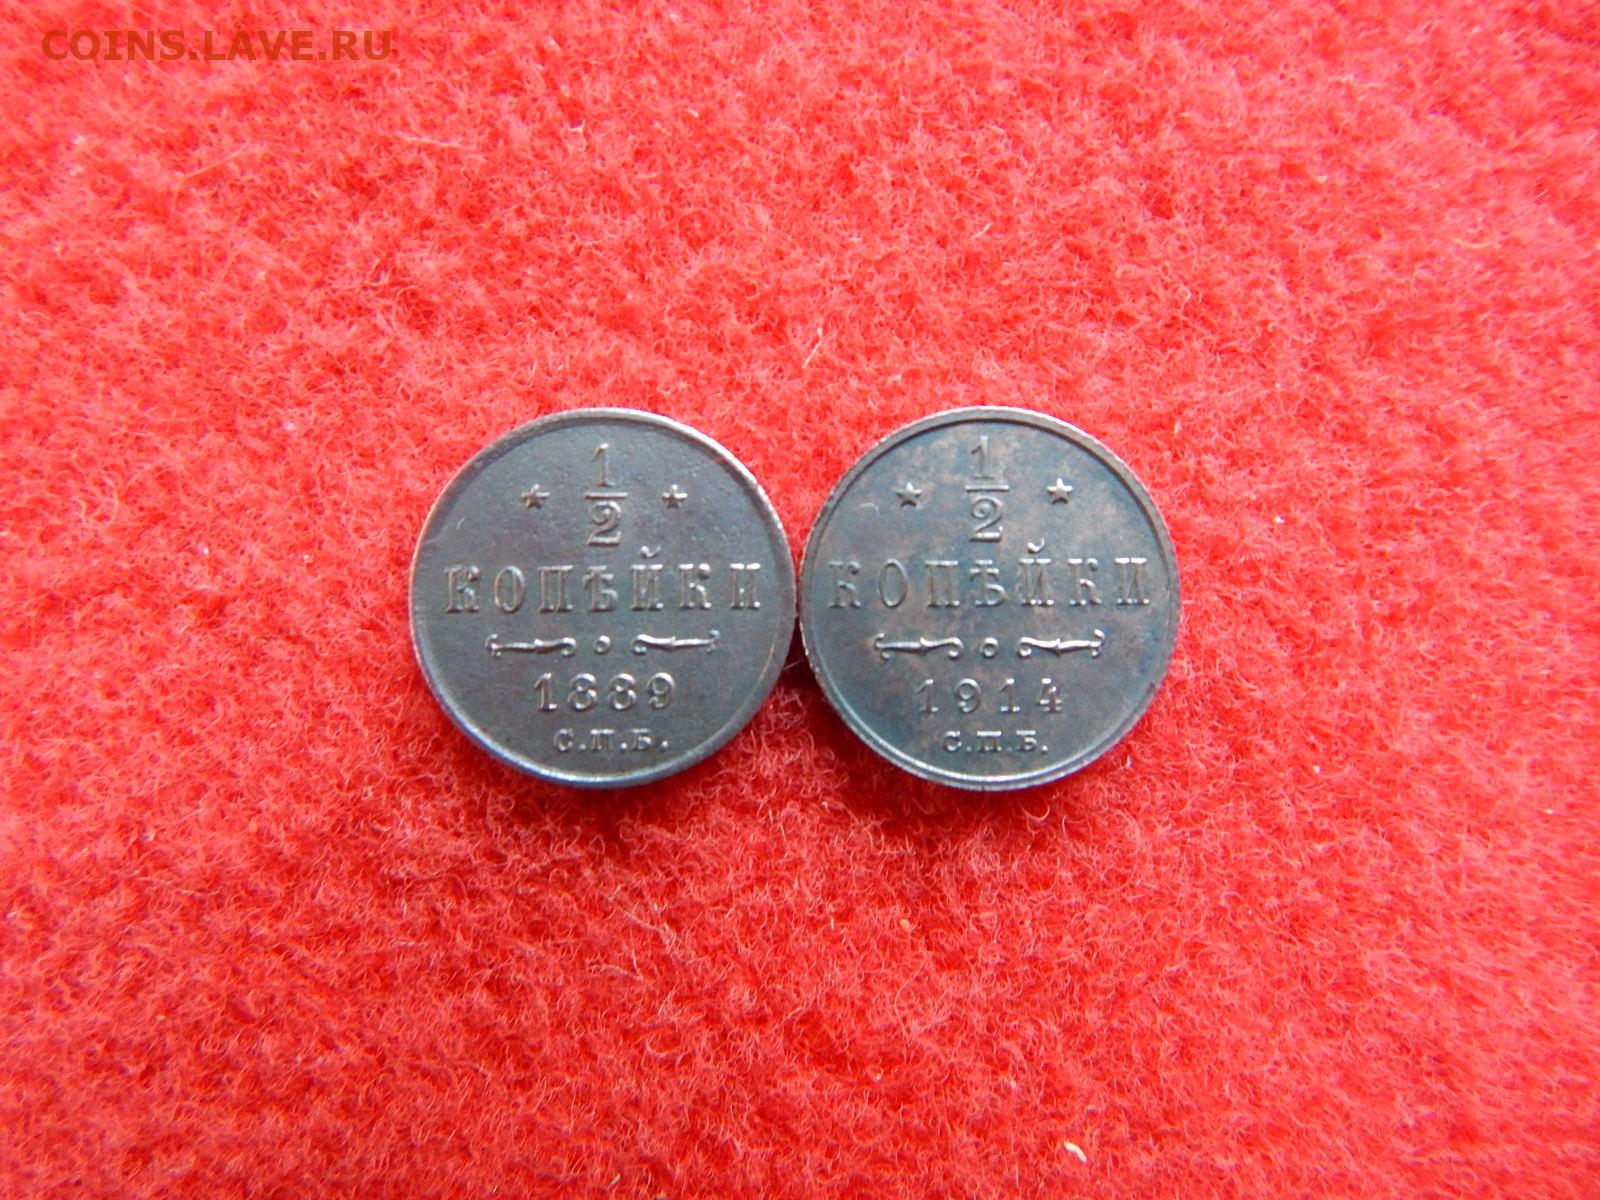 COINS.LAVE.RU
1
2
КОПѢЙКИ
1889
С.П.Б.
1
2
КОПѢЙКИ
1914
С.П.Б.